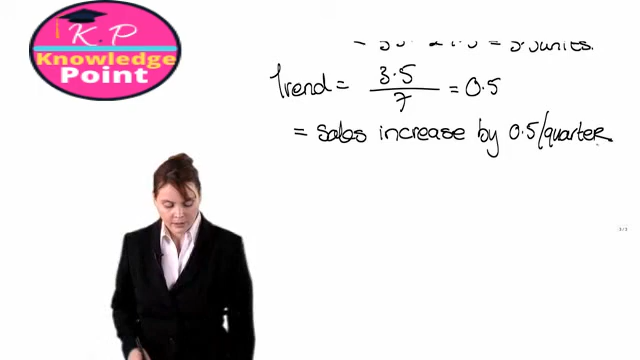 K.P
Knowledge
Point
Trend = 3.5 / 7 = 0.5
= sales increase by 0.5/quarter